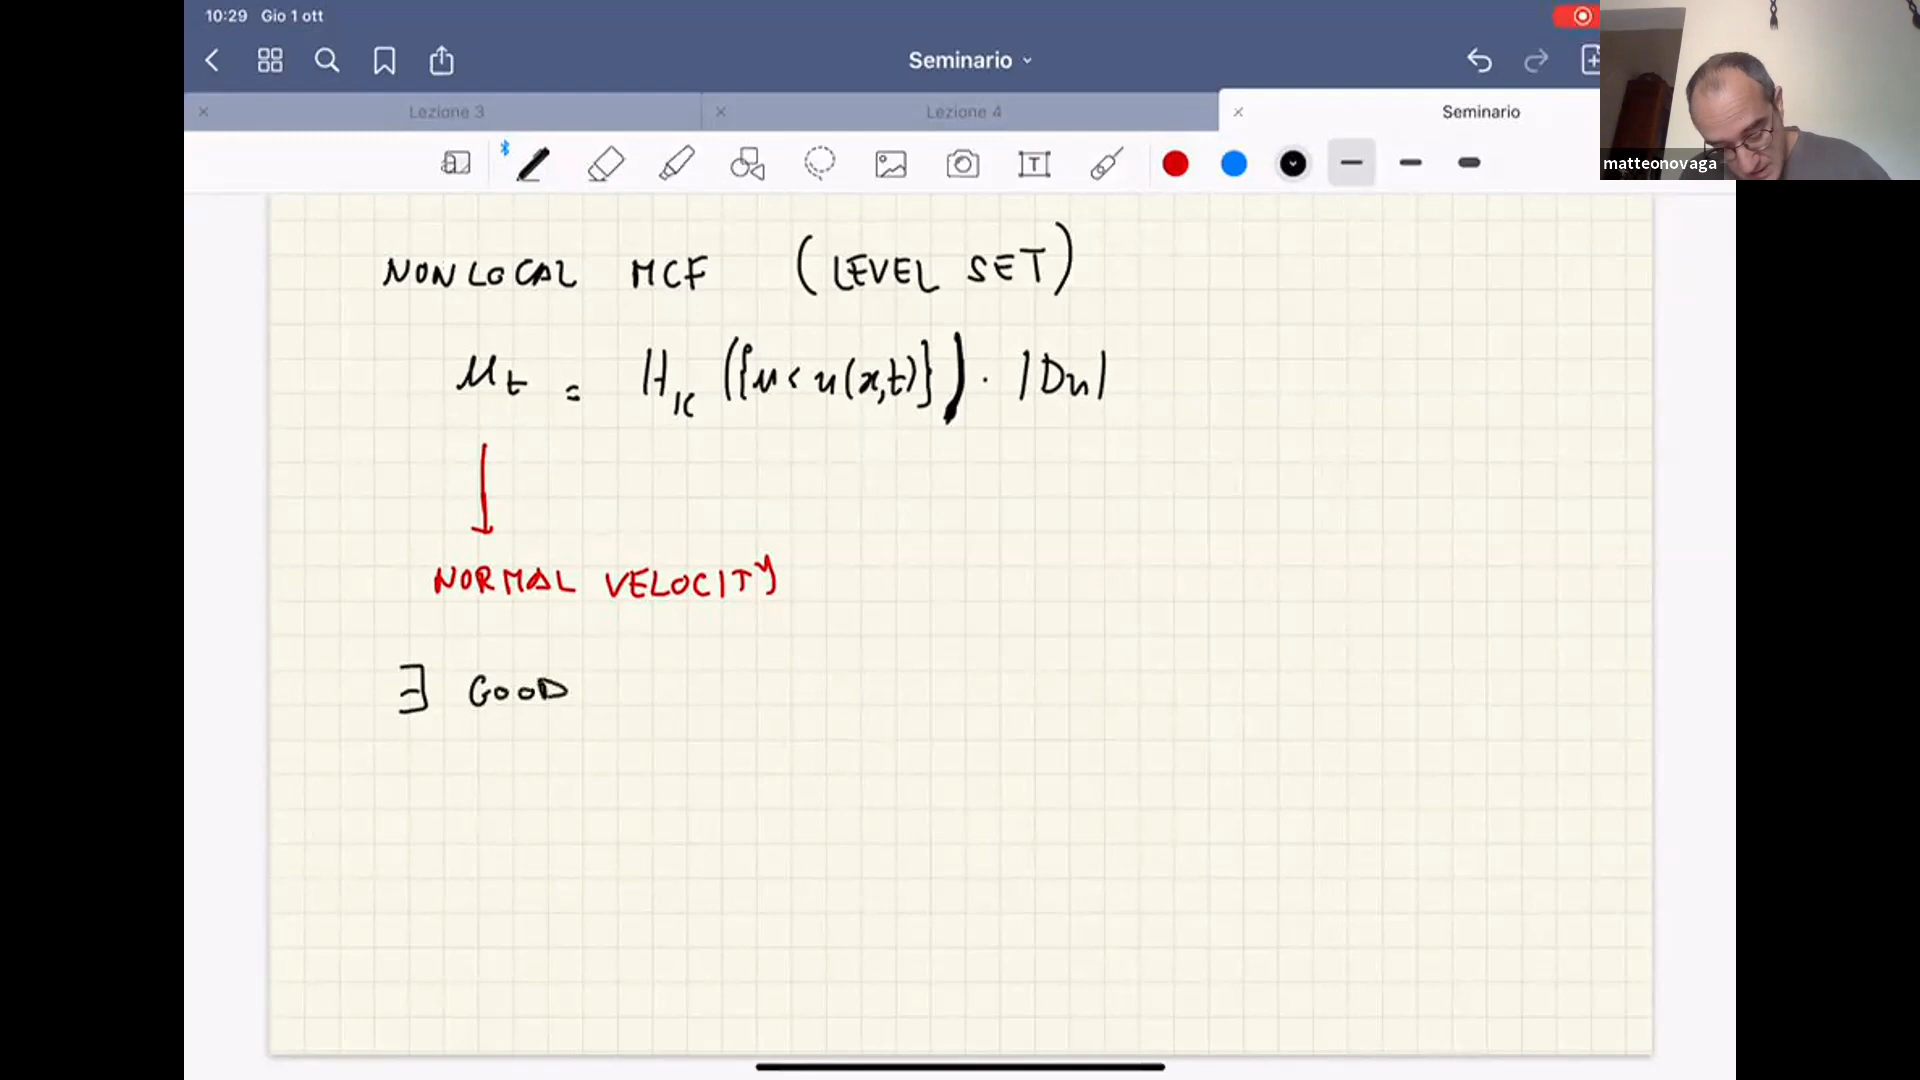 10:29 Gio 1 ott
Seminario
Lezione 3
Lezione 4
Seminario
matteonovaga
NONLOCAL MCF (LEVEL SET)
u_t = H_K ({u < u(x,t)}) · |Du|
NORMAL VELOCITY
∃ GOOD